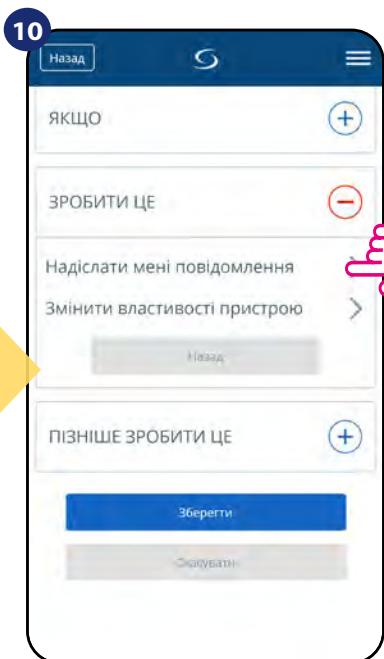 10
Назад
ЯКЩО
ЗРОБИТИ ЦЕ
Надіслати мені повідомлення
Змінити властивості пристрою
Назад
ПІЗНІШЕ ЗРОБИТИ ЦЕ
Зберегти
Скасувати